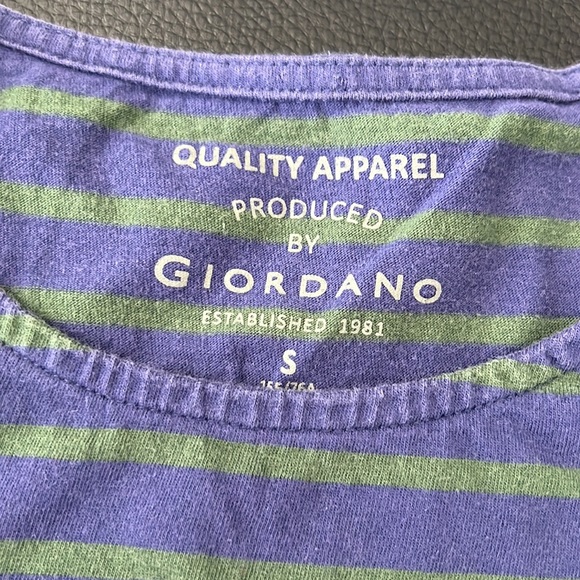 QUALITY APPAREL
PRODUCED
BY
GIORDANO
ESTABLISHED 1981
S